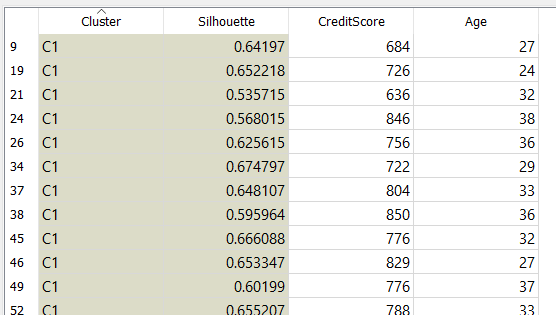 Cluster Silhouette CreditScore Age
9 C1 0.64197 684 27
19 C1 0.652218 726 24
21 C1 0.535715 636 32
24 C1 0.568015 846 38
26 C1 0.625615 756 36
34 C1 0.674797 722 29
37 C1 0.648107 804 33
38 C1 0.595964 850 36
45 C1 0.666088 776 32
46 C1 0.653347 829 27
49 C1 0.60199 776 37
52 C1 0.655207 788 33